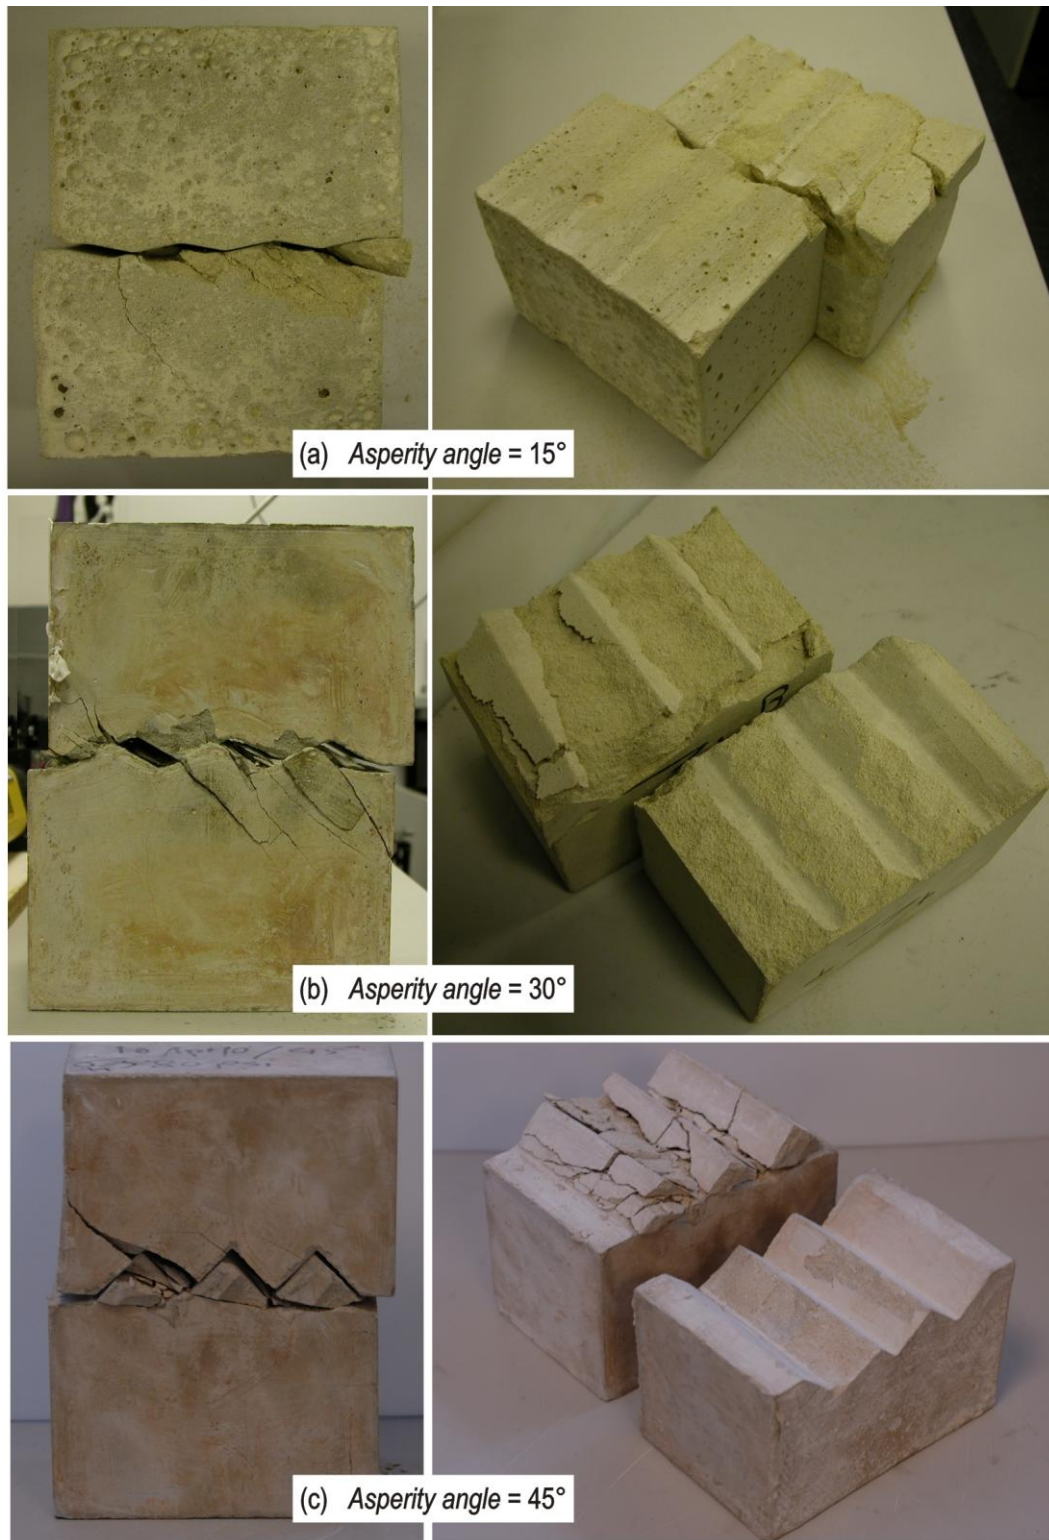 (a) Asperity angle = 15°
(b) Asperity angle = 30°
(c) Asperity angle = 45°